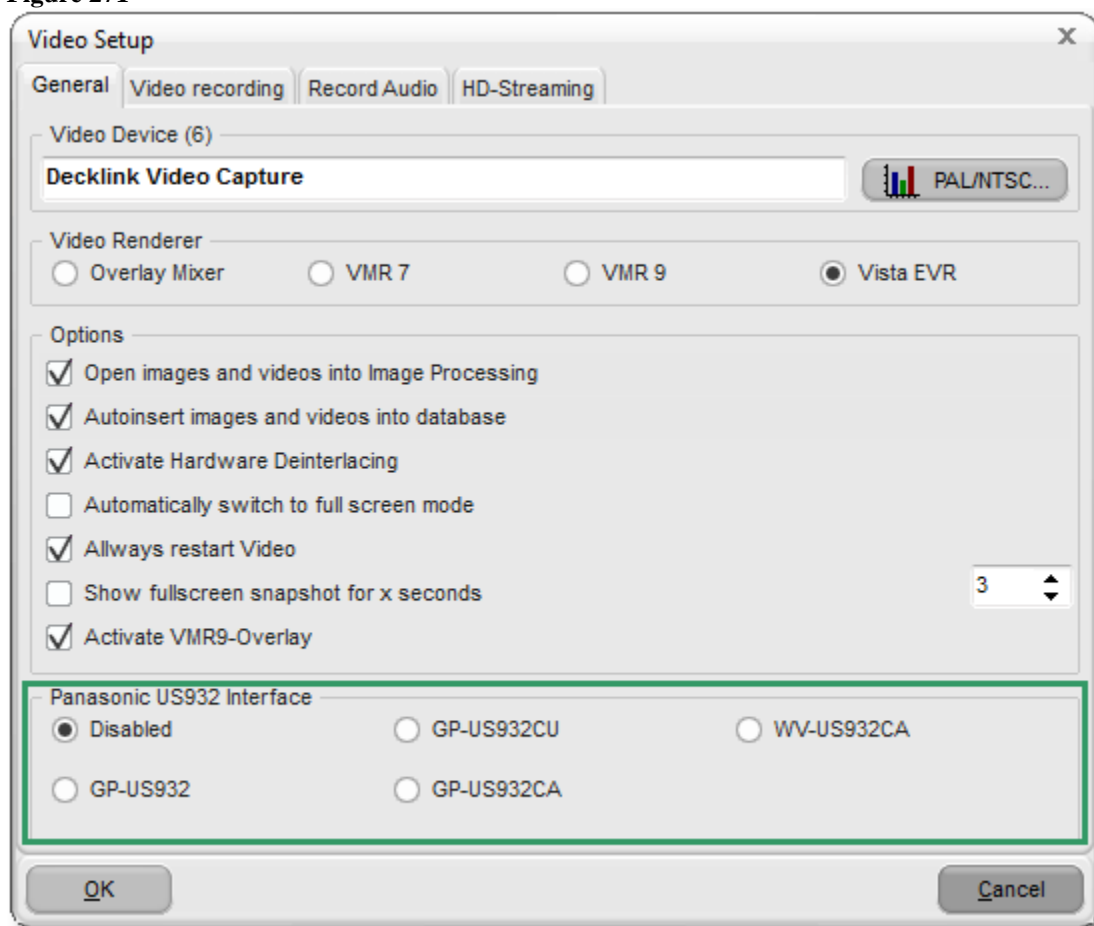 Figure 271
Video Setup x
General Video recording Record Audio HD-Streaming
Video Device (6)
Decklink Video Capture PAL/NTSC...
Video Renderer
Overlay Mixer VMR 7 VMR 9 Vista EVR
Options
Open images and videos into Image Processing
Autoinsert images and videos into database
Activate Hardware Deinterlacing
Automatically switch to full screen mode
Allways restart Video
Show fullscreen snapshot for x seconds 3
Activate VMR9-Overlay
Panasonic US932 Interface
Disabled GP-US932CU WV-US932CA
GP-US932 GP-US932CA
OK Cancel